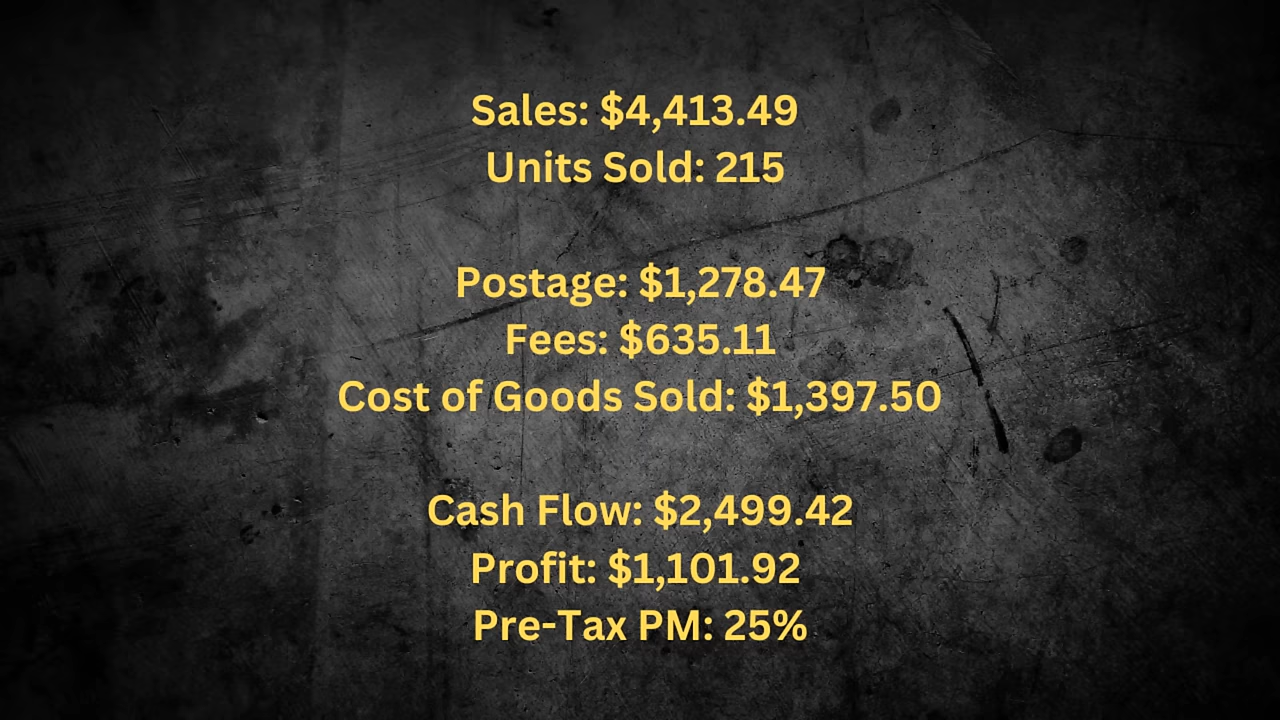 Sales: $4,413.49
Units Sold: 215
Postage: $1,278.47
Fees: $635.11
Cost of Goods Sold: $1,397.50
Cash Flow: $2,499.42
Profit: $1,101.92
Pre-Tax PM: 25%